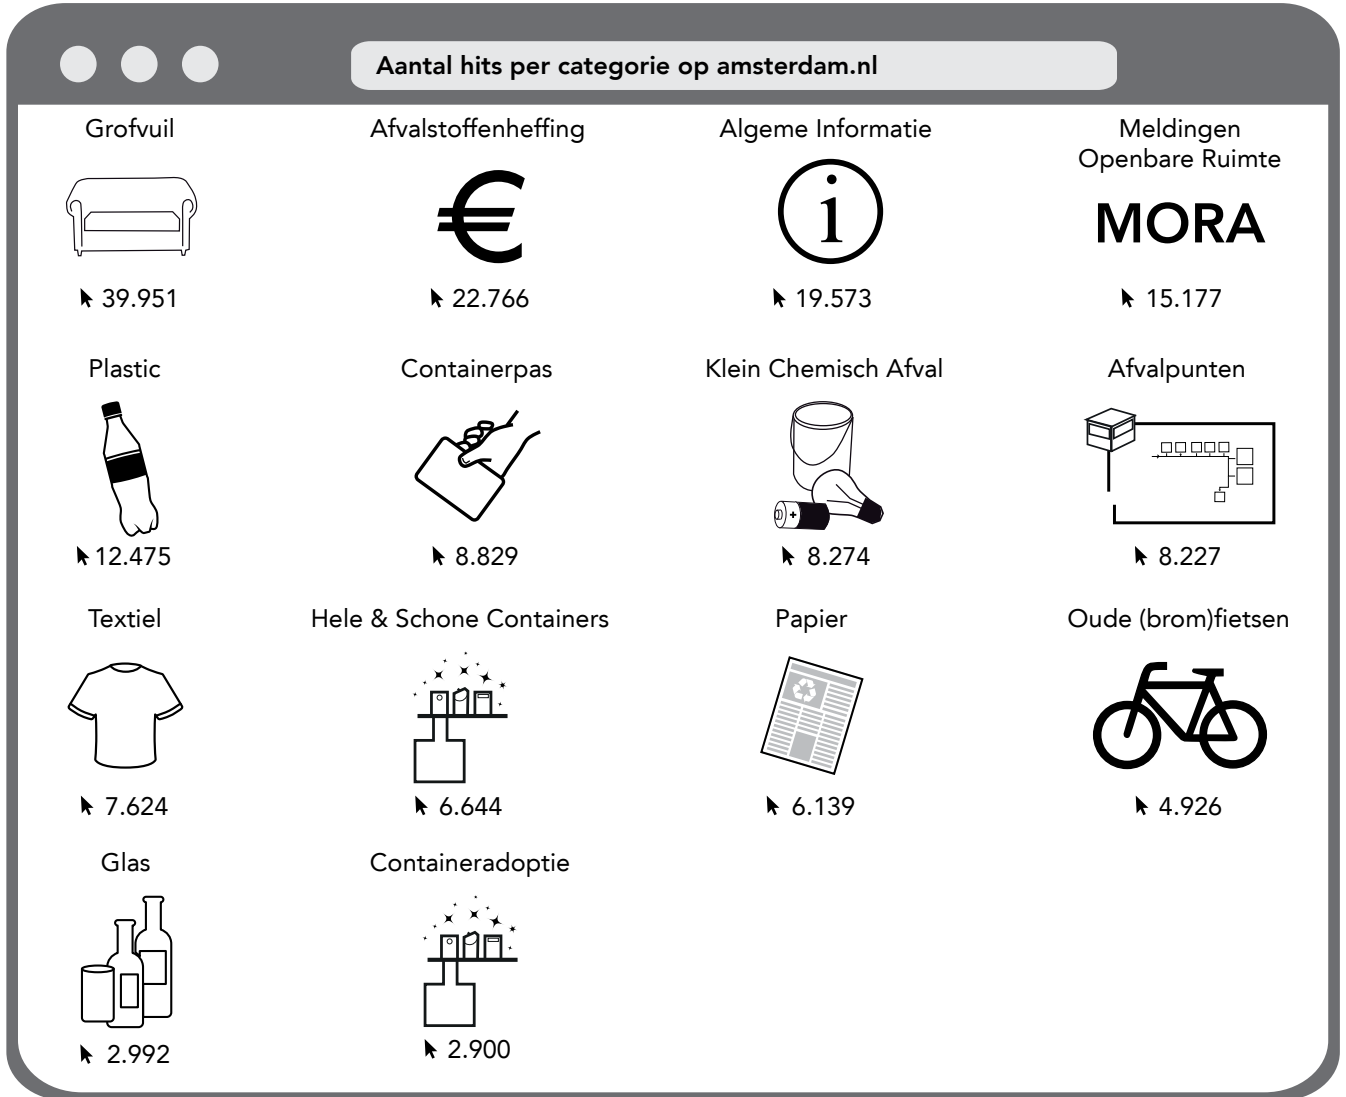 Aantal hits per categorie op amsterdam.nl
Grofvuil
39.951
Afvalstoffenheffing
€
22.766
Algeme Informatie
i
19.573
Meldingen
Openbare Ruimte
MORA
15.177
Plastic
12.475
Containerpas
8.829
Klein Chemisch Afval
+
8.274
Afvalpunten
8.227
Textiel
7.624
Hele & Schone Containers
6.644
Papier
6.139
Oude (brom)fietsen
4.926
Glas
2.992
Containeradoptie
2.900